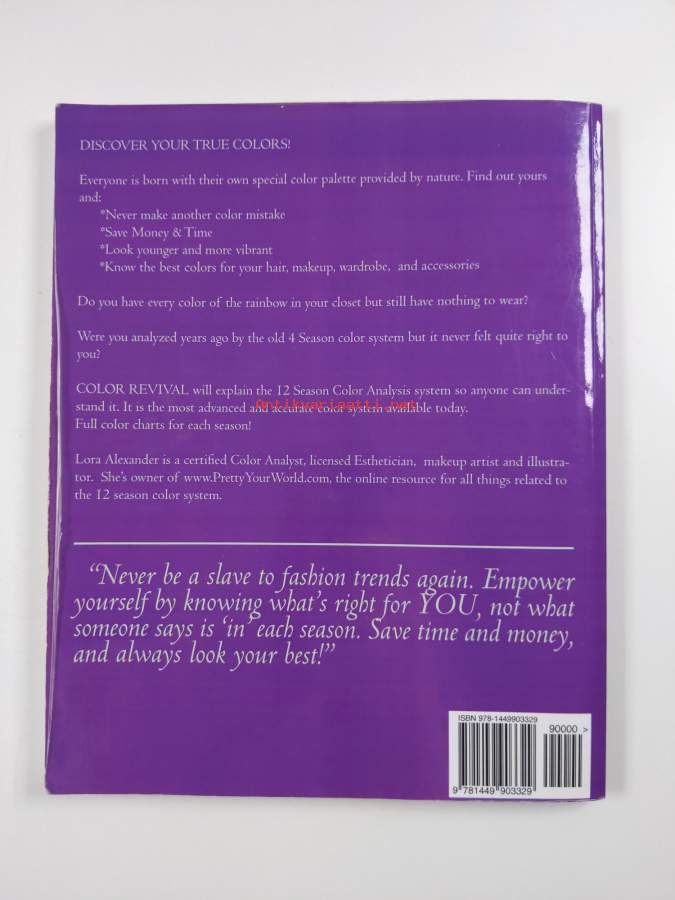 DISCOVER YOUR TRUE COLORS!
Everyone is born with their own special color palette provided by nature. Find out yours
and:
*Never make another color mistake
*Save Money & Time
*Look younger and more vibrant
*Know the best colors for your hair, makeup, wardrobe, and accessories
Do you have every color of the rainbow in your closet but still have nothing to wear?
Were you analyzed years ago by the old 4 Season color system but it never felt quite right to
you?
COLOR REVIVAL will explain the 12 Season Color Analysis system so anyone can under-
stand it. It is the most advanced and accurate color system available today.
Antikvariaatti.net
Full color charts for each season!
Lora Alexander is a certified Color Analyst, licensed Esthetician, makeup artist and illustra-
tor. She's owner of www.PrettyYourWorld.com, the online resource for all things related to
the 12 season color system.
“Never be a slave to fashion trends again. Empower
yourself by knowing what's right for YOU, not what
someone says is ‘in’ each season. Save time and money,
and always look your best!”
ISBN 978-1449903329
90000 >
9 781449 903329